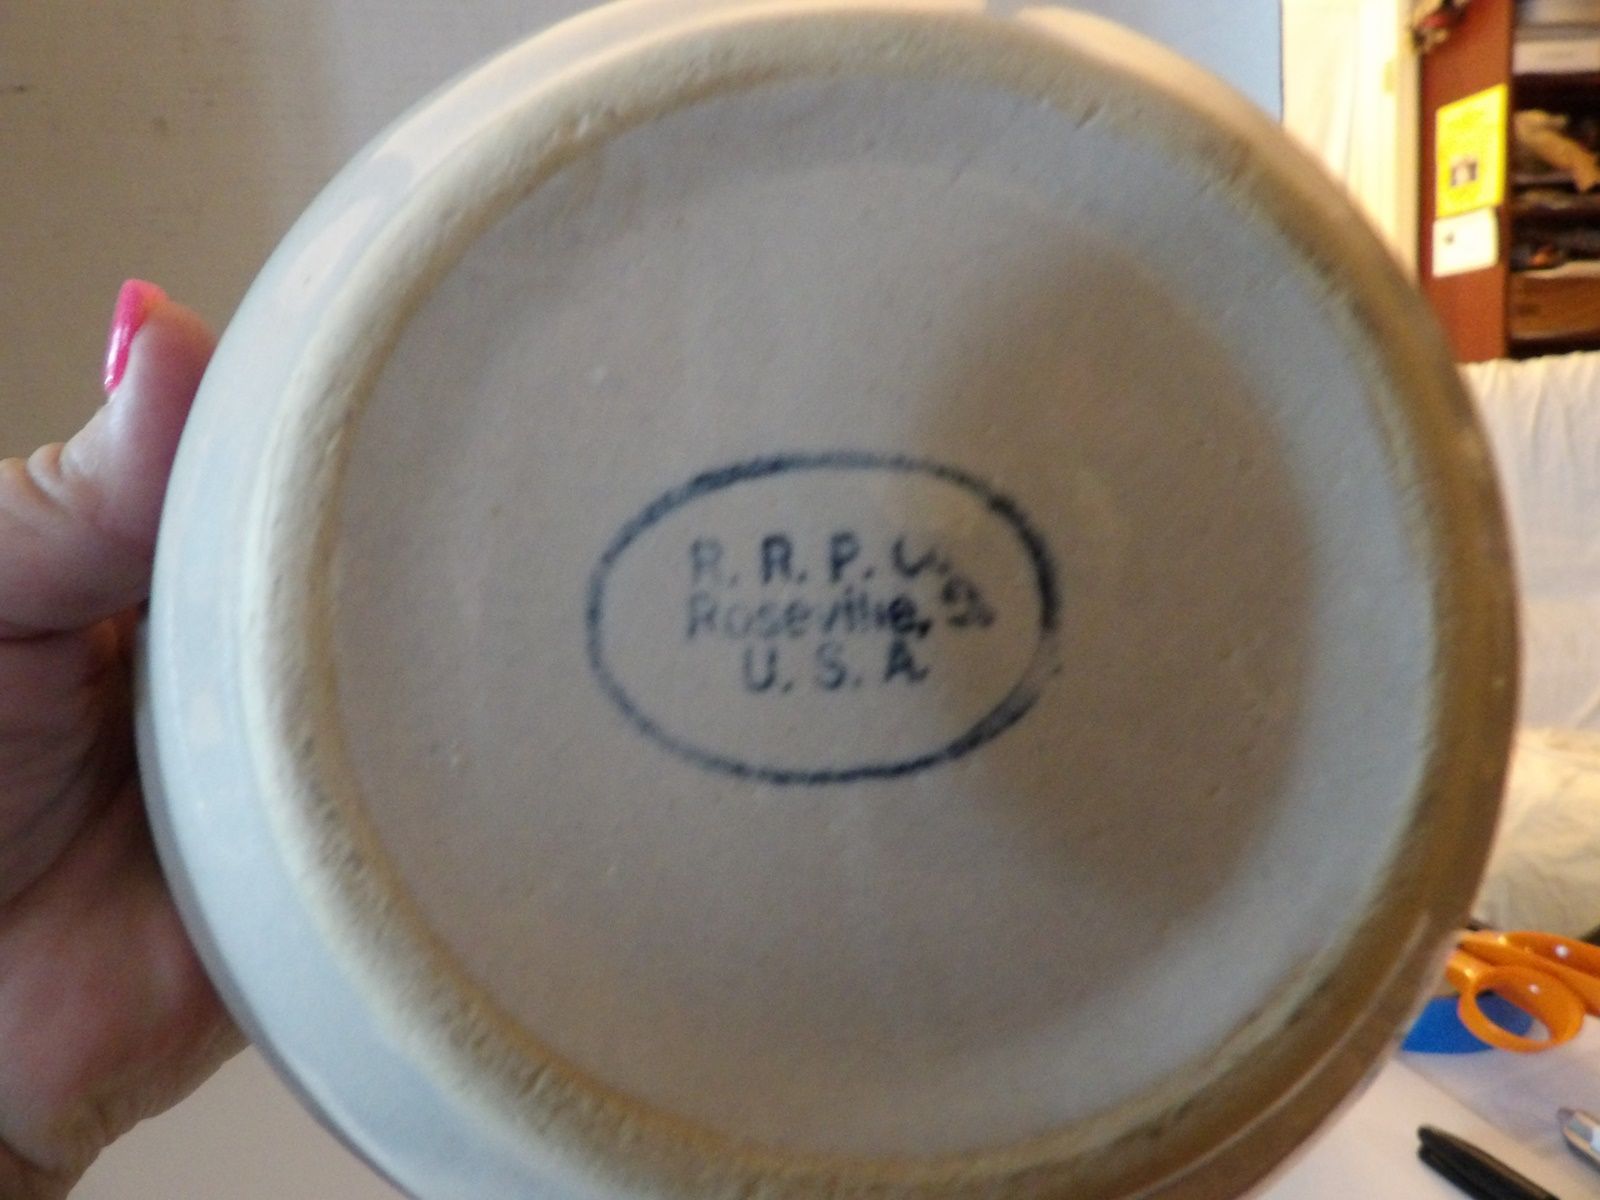 R. R. P. C.
Roseville,
U. S. A.